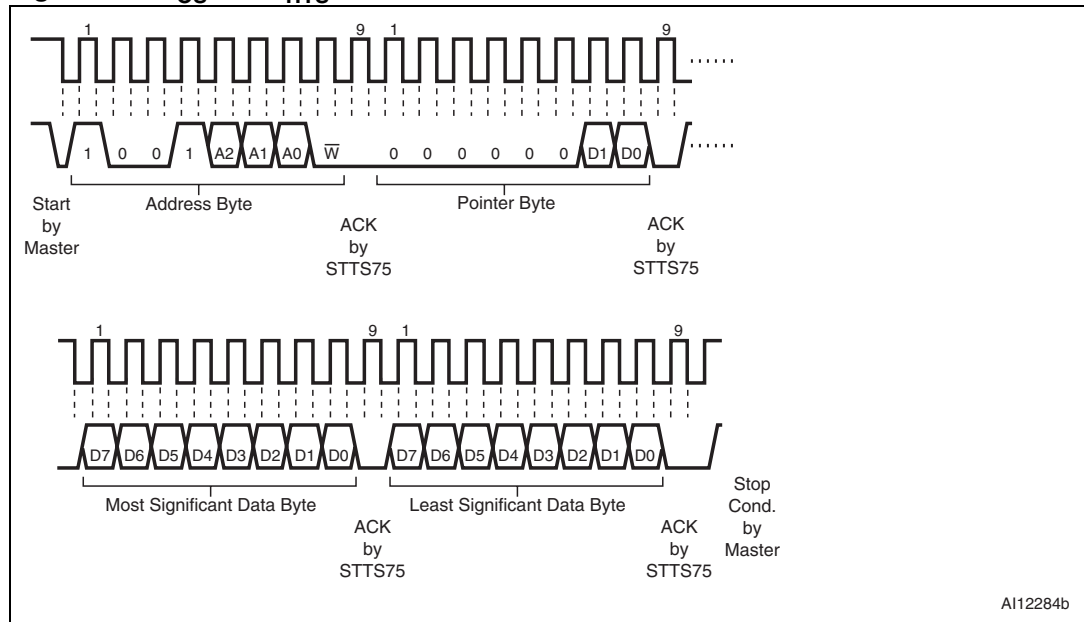 1 9 1 9
1 0 0 1 A2 A1 A0 W̅ 0 0 0 0 0 0 D1 D0
Address Byte Pointer Byte
Start
by
Master
ACK
by
STTS75
ACK
by
STTS75
1 9 1 9
D7 D6 D5 D4 D3 D2 D1 D0 D7 D6 D5 D4 D3 D2 D1 D0
Most Significant Data Byte Least Significant Data Byte
ACK
by
STTS75
ACK
by
STTS75
Stop
Cond.
by
Master
AI12284b